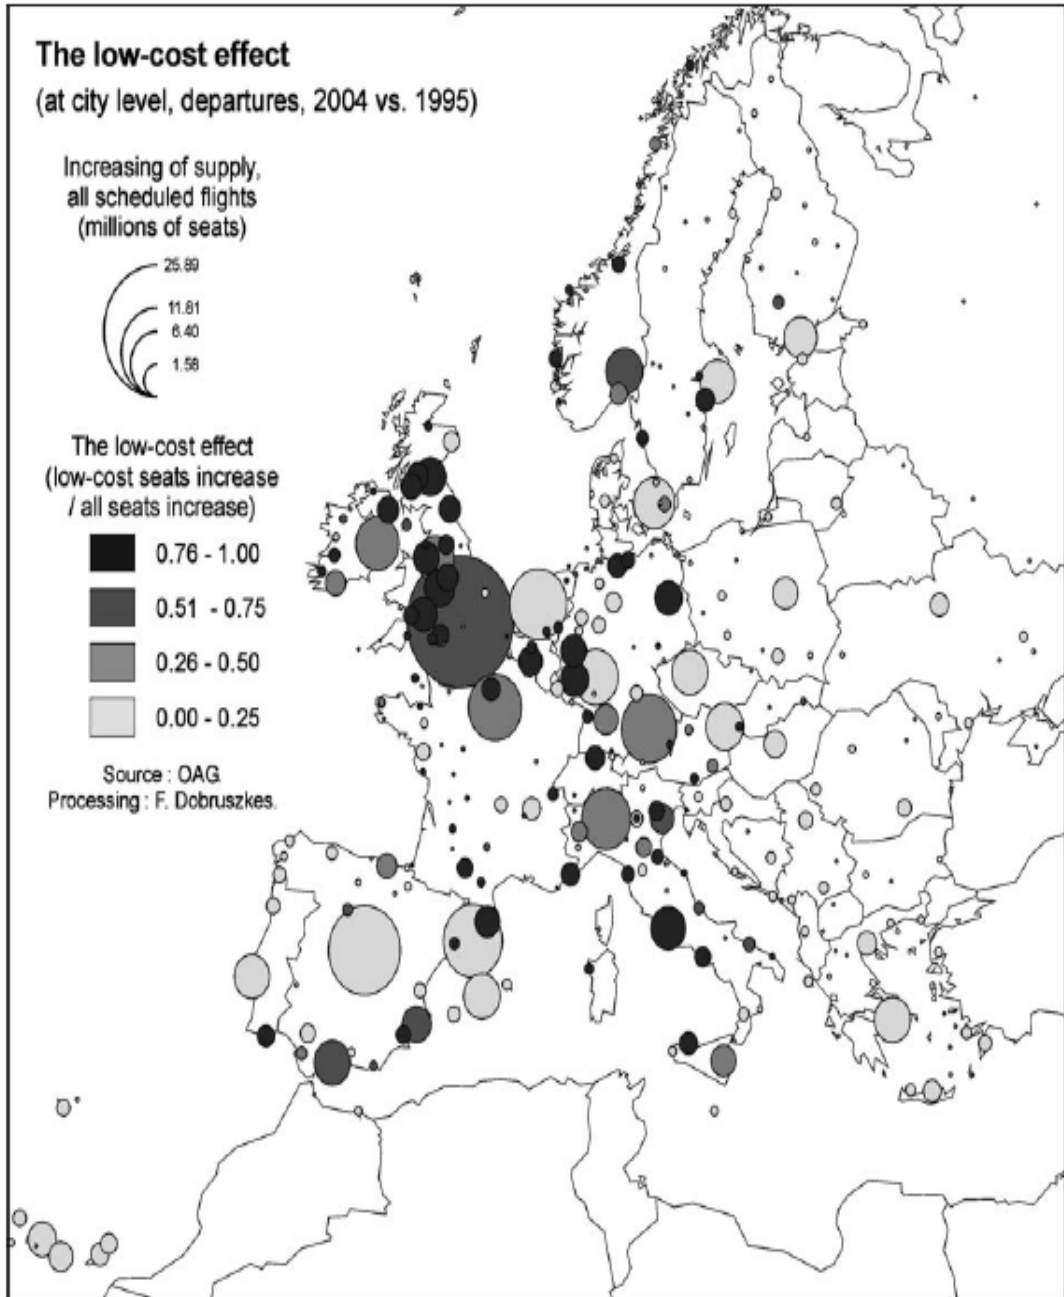 The low-cost effect
(at city level, departures, 2004 vs. 1995)
Increasing of supply,
all scheduled flights
(millions of seats)
25.89
11.81
6.40
1.58
The low-cost effect
(low-cost seats increase
/ all seats increase)
0.76 - 1.00
0.51 - 0.75
0.26 - 0.50
0.00 - 0.25
Source : OAG.
Processing : F. Dobruszkes.